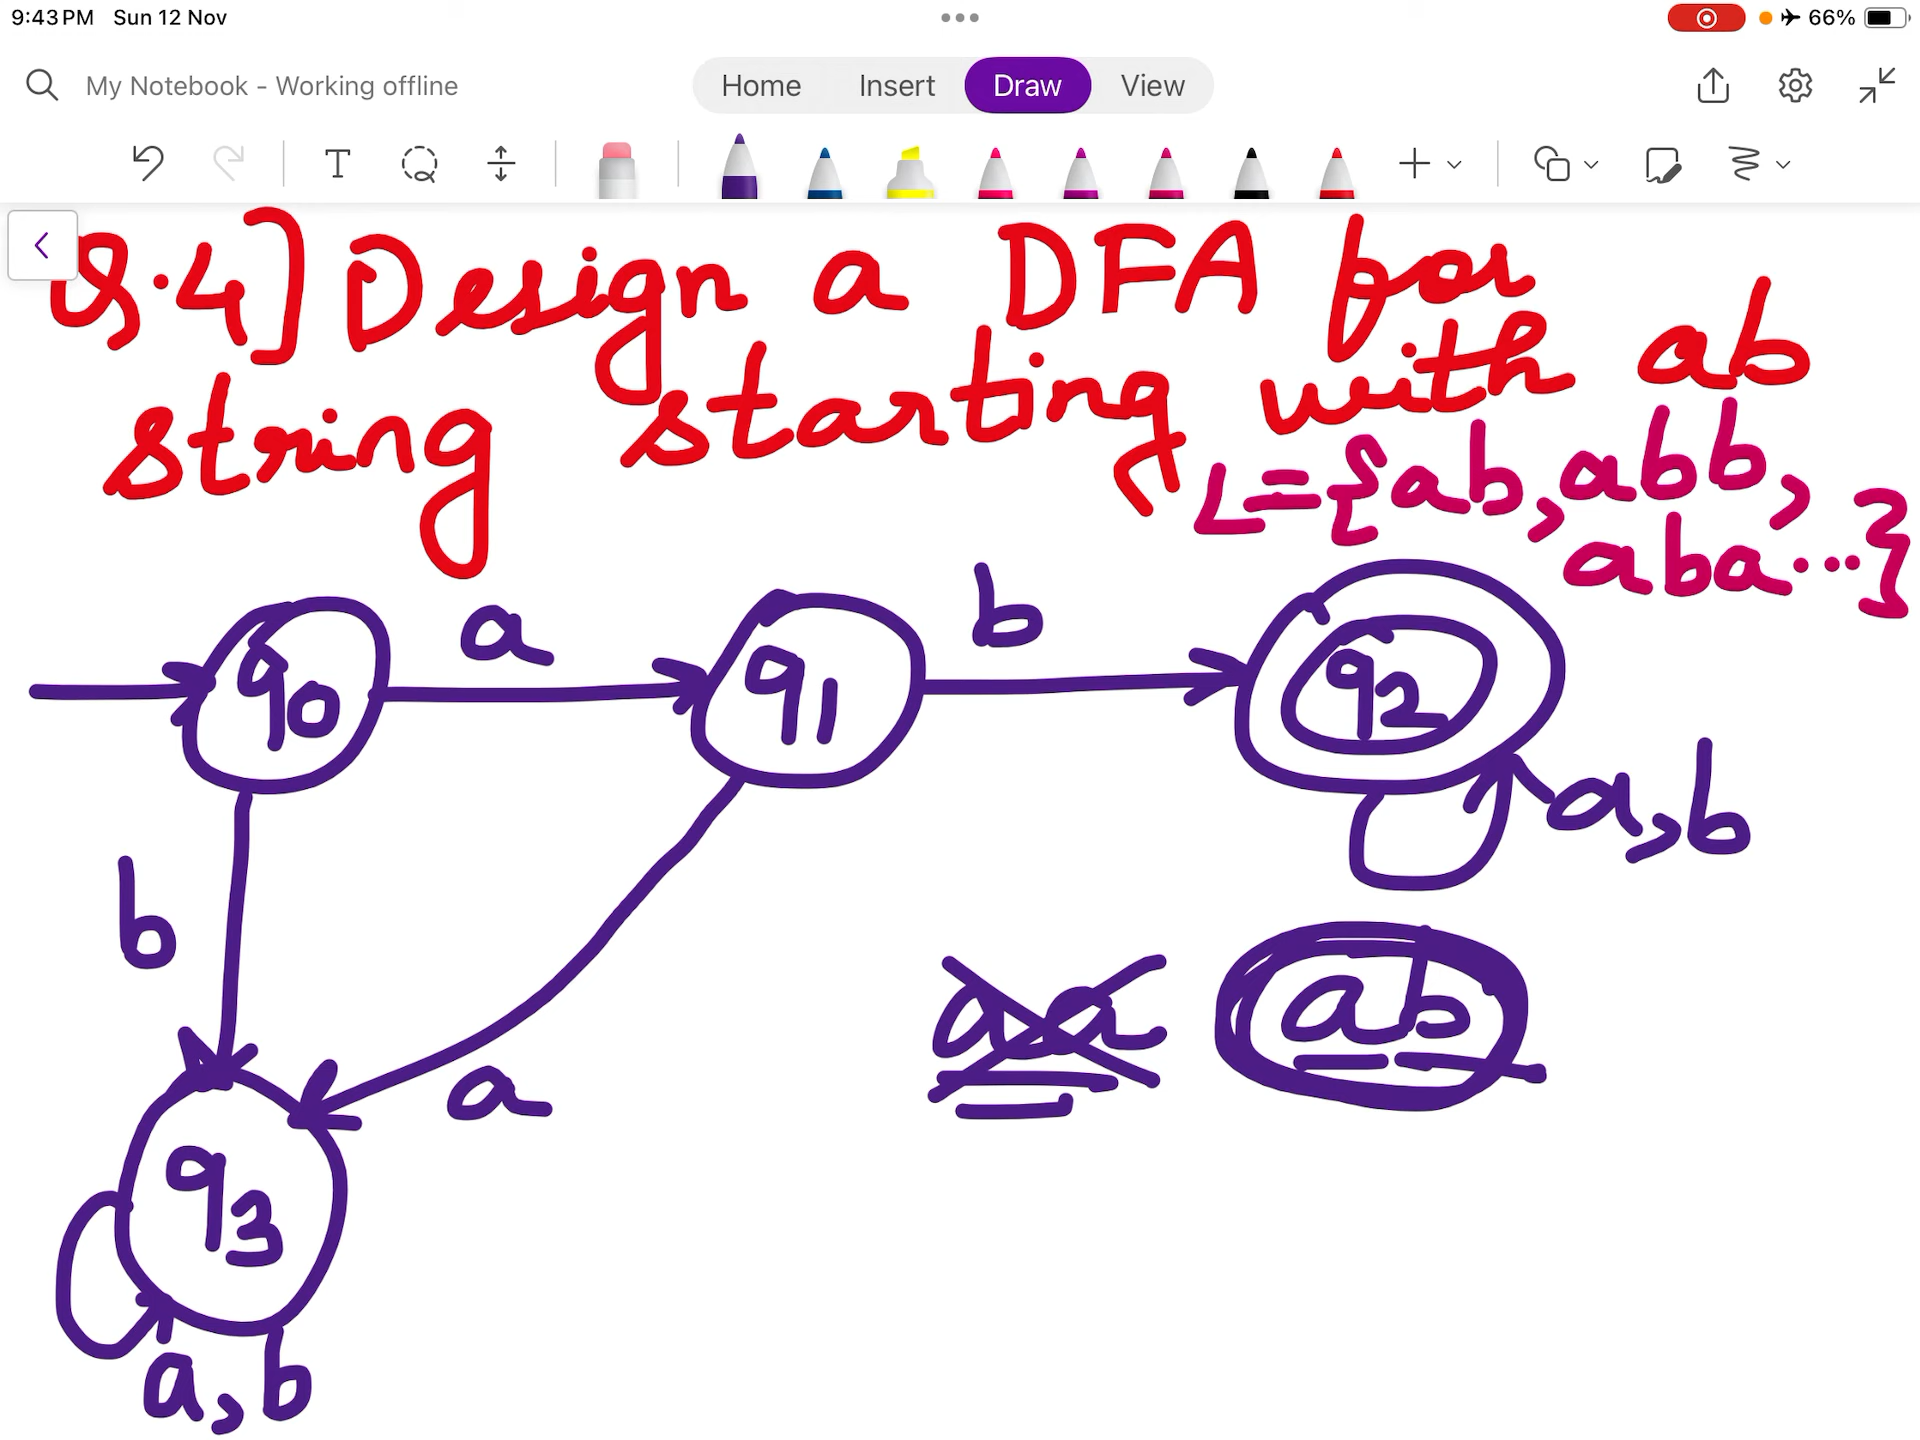 9:43 PM Sun 12 Nov
66%
My Notebook - Working offline
Home Insert Draw View
T
Q.4] Design a DFA for
string starting with ab
L={ab,abb,
aba...}
a b
q0 q1 q2
a,b
b
aa ab
a
q3
a,b